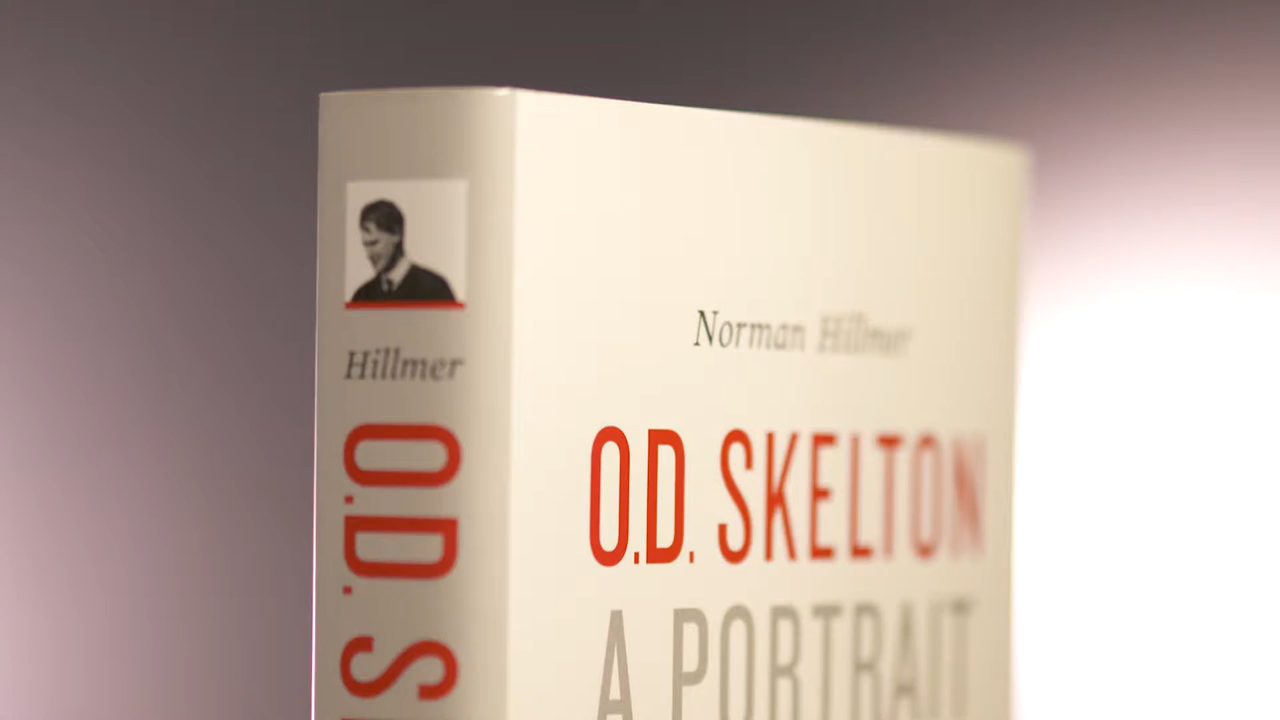 Hillmer
O.D. S
Norman Hillmer
O.D. SKELTON
A PORTRAIT